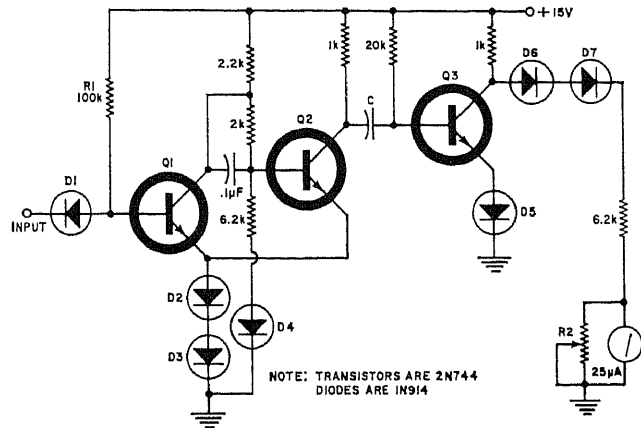 +15V
1k
20k
1k
D6
D7
2.2k
R1
100k
Q3
Q2
C
2k
Q1
D1
.1µF
INPUT
6.2k
D5
6.2k
D2
D4
D3
R2
25µA
NOTE: TRANSISTORS ARE 2N744
DIODES ARE IN914